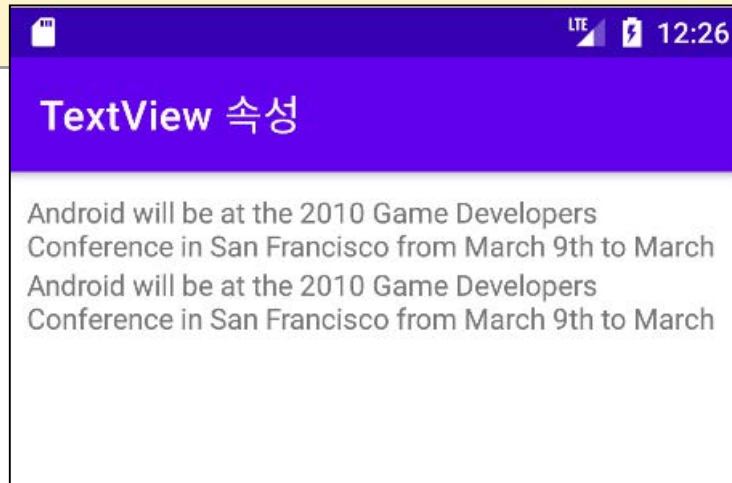 LTE 12:26
TextView 속성
Android will be at the 2010 Game Developers
Conference in San Francisco from March 9th to March
Android will be at the 2010 Game Developers
Conference in San Francisco from March 9th to March